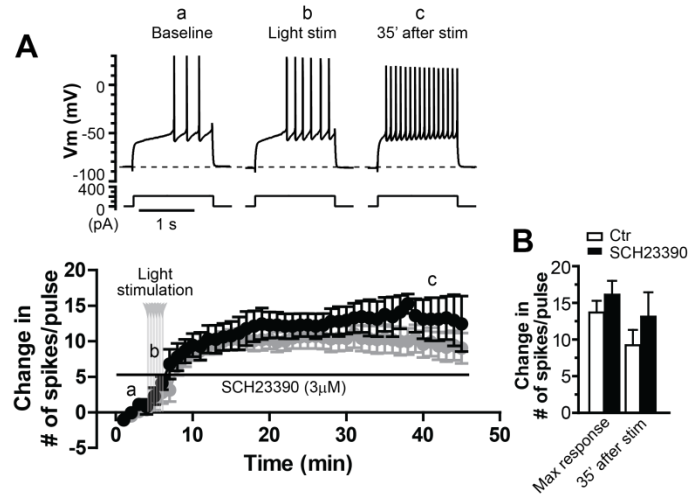 a b c
Baseline Light stim 35' after stim
A
Vm (mV)
0
-50
-100
400
200
0
(pA)
1 s
Change in
# of spikes/pulse
20
15
10
5
0
-5
Light
stimulation
a
b
c
SCH23390 (3μM)
0 10 20 30 40 50
Time (min)
B
Ctr
SCH23390
Change in
# of spikes/pulse
20
15
10
5
0
Max response
35' after stim